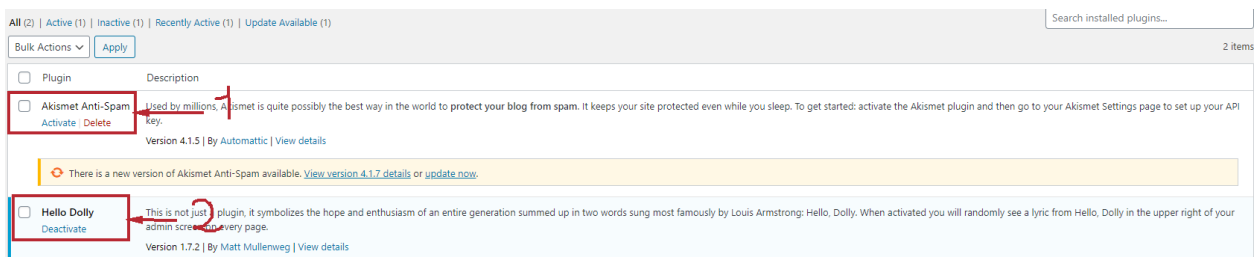 All (2) | Active (1) | Inactive (1) | Recently Active (1) | Update Available (1)
Search installed plugins...
Bulk Actions Apply
2 items
Plugin Description
Akismet Anti-Spam Used by millions, Akismet is quite possibly the best way in the world to protect your blog from spam. It keeps your site protected even while you sleep. To get started: activate the Akismet plugin and then go to your Akismet Settings page to set up your API
Activate | Delete key.
1
Version 4.1.5 | By Automattic | View details
There is a new version of Akismet Anti-Spam available. View version 4.1.7 details or update now.
Hello Dolly This is not just a plugin, it symbolizes the hope and enthusiasm of an entire generation summed up in two words sung most famously by Louis Armstrong: Hello, Dolly. When activated you will randomly see a lyric from Hello, Dolly in the upper right of your
Deactivate admin screen on every page.
2
Version 1.7.2 | By Matt Mullenweg | View details